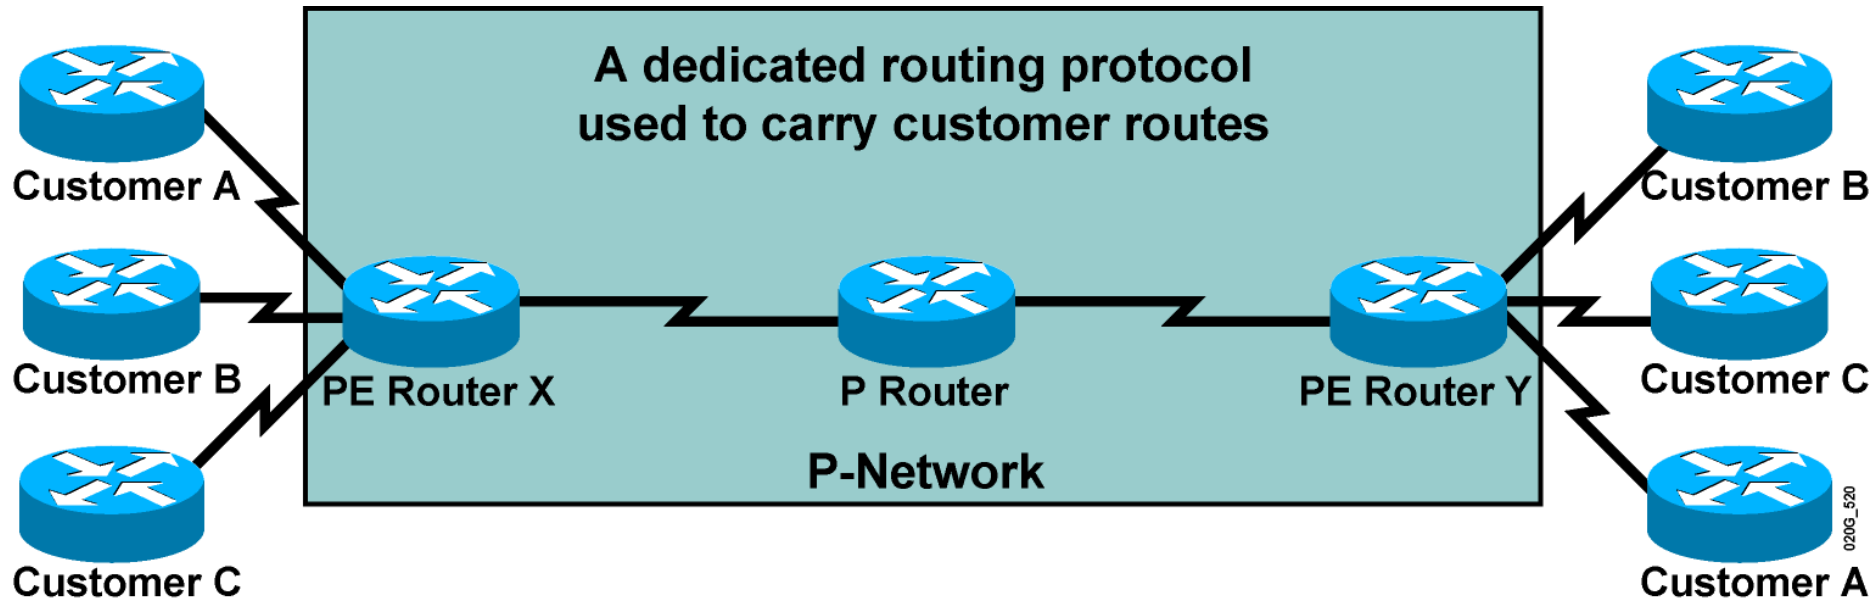 A dedicated routing protocol
used to carry customer routes
Customer A
Customer B
Customer B
Customer C
PE Router X
P Router
PE Router Y
P-Network
Customer C
Customer A
020G_520